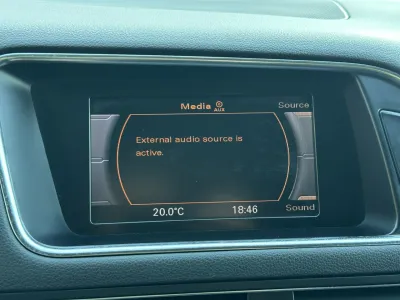 Media AUX Source
External audio source is
active.
20.0°C 18:46 Sound